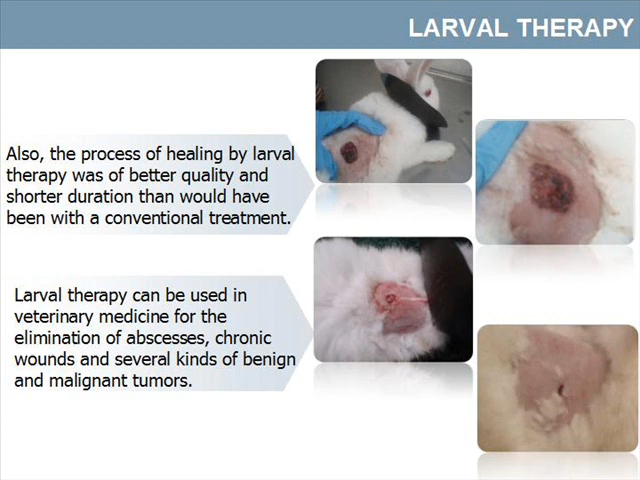 LARVAL THERAPY
Also, the process of healing by larval
therapy was of better quality and
shorter duration than would have
been with a conventional treatment.
Larval therapy can be used in
veterinary medicine for the
elimination of abscesses, chronic
wounds and several kinds of benign
and malignant tumors.